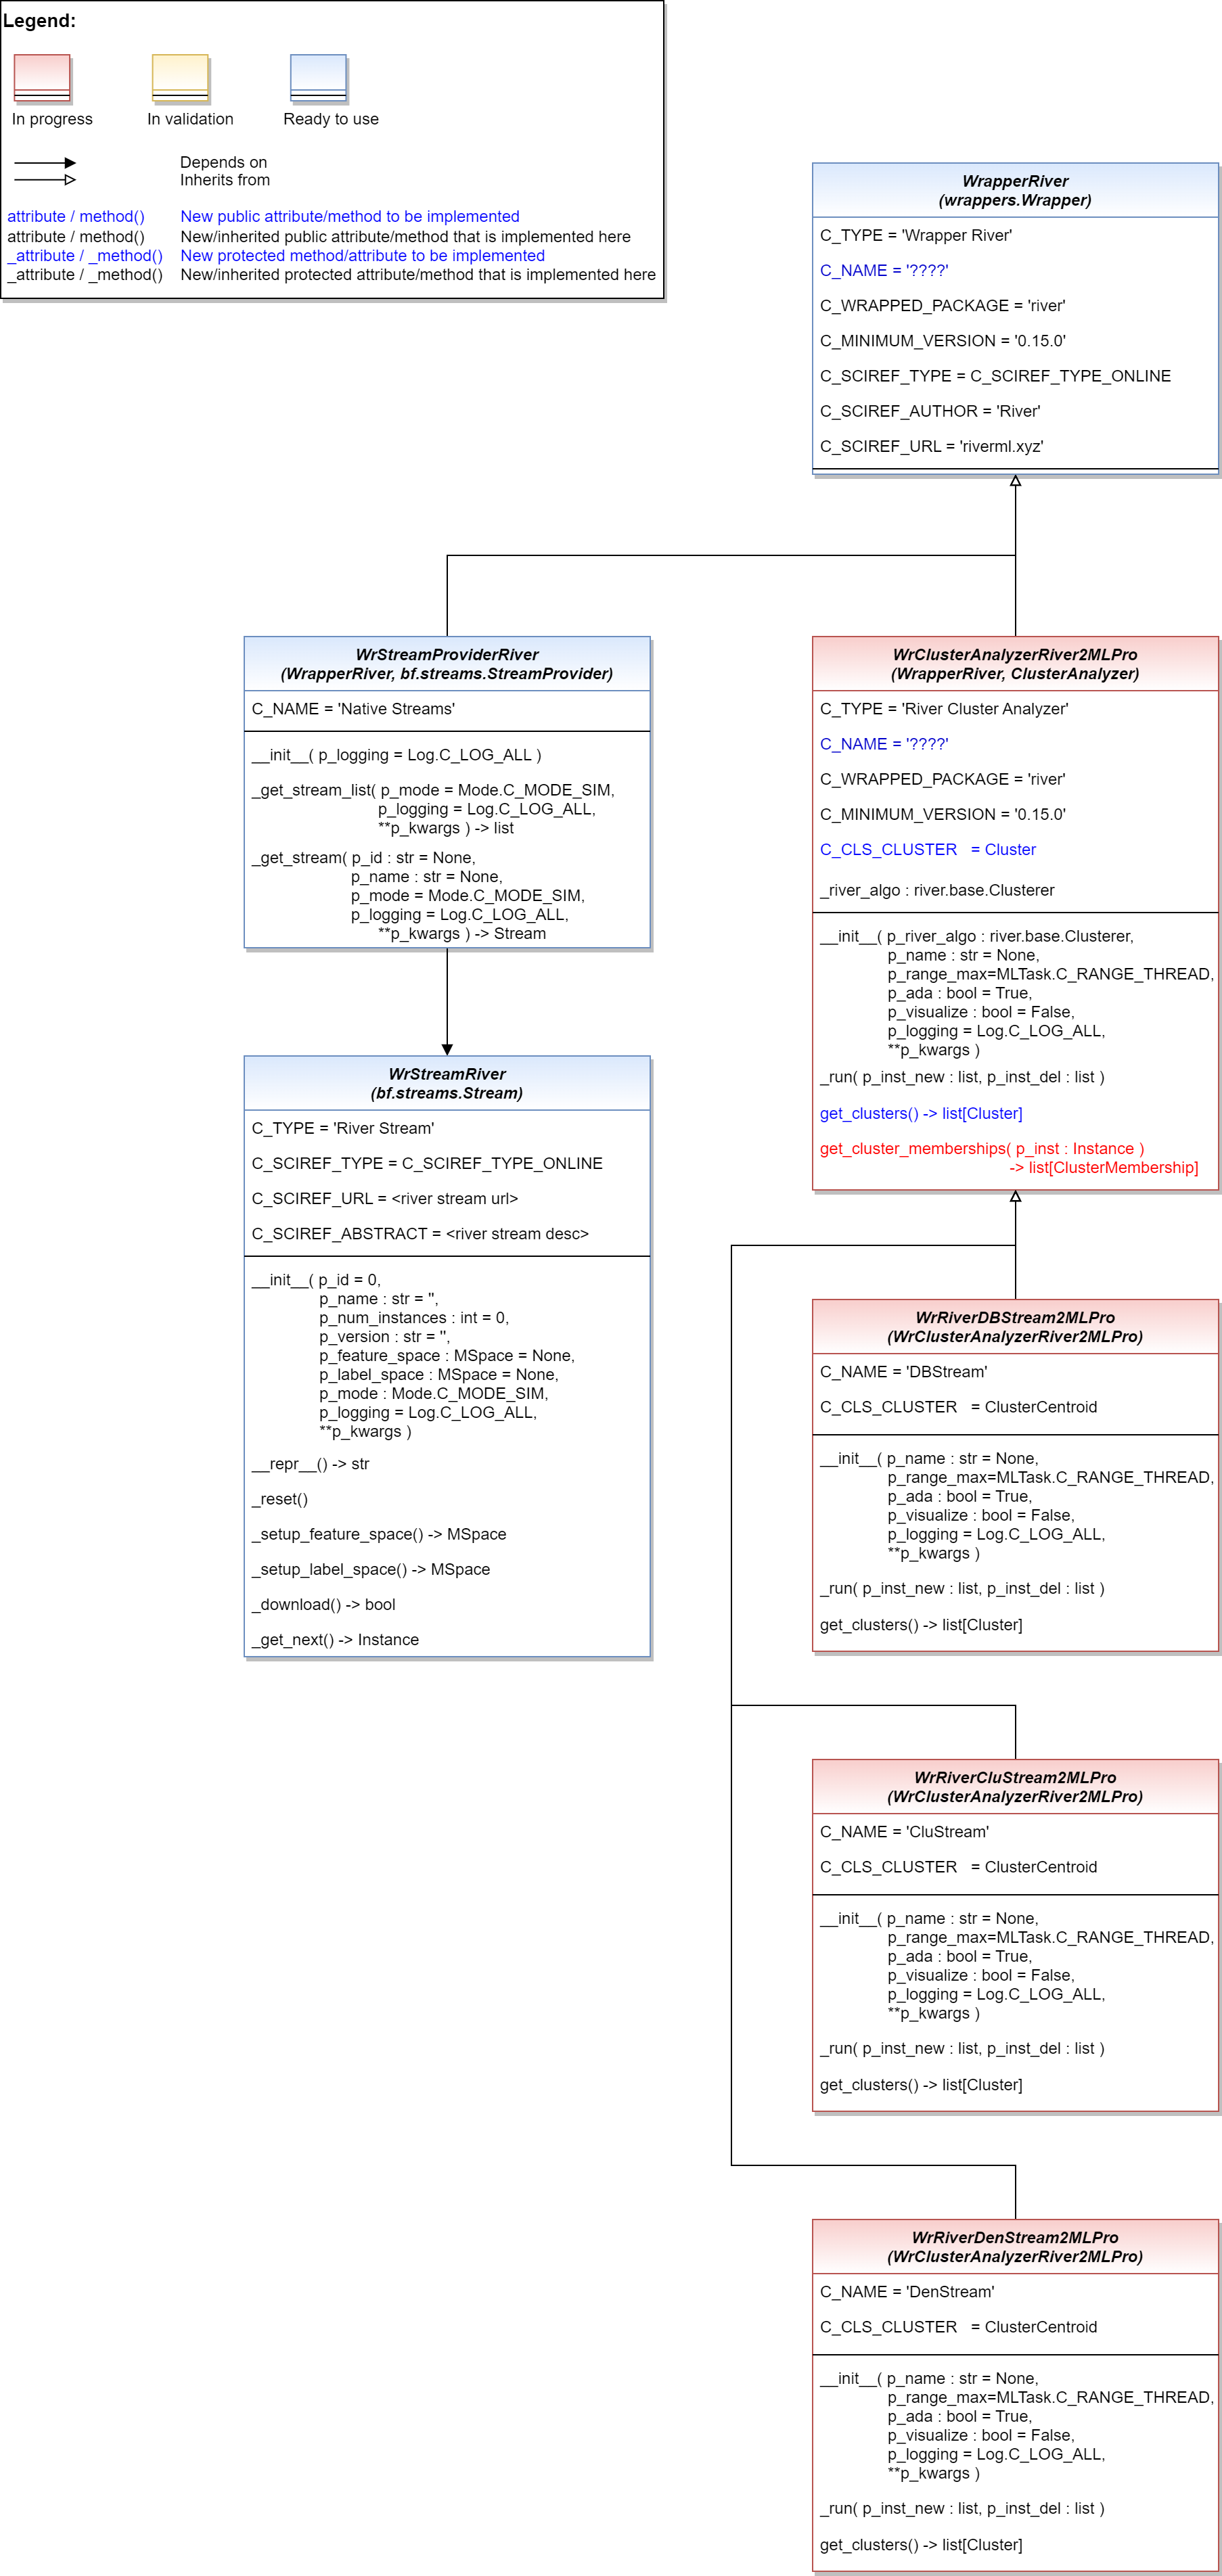 Legend:
In progress
In validation
Ready to use
Depends on
Inherits from
attribute / method() New public attribute/method to be implemented
attribute / method() New/inherited public attribute/method that is implemented here
_attribute / _method() New protected method/attribute to be implemented
_attribute / _method() New/inherited protected attribute/method that is implemented here
WrapperRiver
(wrappers.Wrapper)
C_TYPE = 'Wrapper River'
C_NAME = '????'
C_WRAPPED_PACKAGE = 'river'
C_MINIMUM_VERSION = '0.15.0'
C_SCIREF_TYPE = C_SCIREF_TYPE_ONLINE
C_SCIREF_AUTHOR = 'River'
C_SCIREF_URL = 'riverml.xyz'
WrStreamProviderRiver
(WrapperRiver, bf.streams.StreamProvider)
C_NAME = 'Native Streams'
__init__( p_logging = Log.C_LOG_ALL )
_get_stream_list( p_mode = Mode.C_MODE_SIM,
p_logging = Log.C_LOG_ALL,
**p_kwargs ) -> list
_get_stream( p_id : str = None,
p_name : str = None,
p_mode = Mode.C_MODE_SIM,
p_logging = Log.C_LOG_ALL,
**p_kwargs ) -> Stream
WrStreamRiver
(bf.streams.Stream)
C_TYPE = 'River Stream'
C_SCIREF_TYPE = C_SCIREF_TYPE_ONLINE
C_SCIREF_URL = <river stream url>
C_SCIREF_ABSTRACT = <river stream desc>
__init__( p_id = 0,
p_name : str = '',
p_num_instances : int = 0,
p_version : str = '',
p_feature_space : MSpace = None,
p_label_space : MSpace = None,
p_mode : Mode.C_MODE_SIM,
p_logging = Log.C_LOG_ALL,
**p_kwargs )
__repr__() -> str
_reset()
_setup_feature_space() -> MSpace
_setup_label_space() -> MSpace
_download() -> bool
_get_next() -> Instance
WrClusterAnalyzerRiver2MLPro
(WrapperRiver, ClusterAnalyzer)
C_TYPE = 'River Cluster Analyzer'
C_NAME = '????'
C_WRAPPED_PACKAGE = 'river'
C_MINIMUM_VERSION = '0.15.0'
C_CLS_CLUSTER = Cluster
_river_algo : river.base.Clusterer
__init__( p_river_algo : river.base.Clusterer,
p_name : str = None,
p_range_max=MLTask.C_RANGE_THREAD,
p_ada : bool = True,
p_visualize : bool = False,
p_logging = Log.C_LOG_ALL,
**p_kwargs )
_run( p_inst_new : list, p_inst_del : list )
get_clusters() -> list[Cluster]
get_cluster_memberships( p_inst : Instance )
-> list[ClusterMembership]
WrRiverDBStream2MLPro
(WrClusterAnalyzerRiver2MLPro)
C_NAME = 'DBStream'
C_CLS_CLUSTER = ClusterCentroid
__init__( p_name : str = None,
p_range_max=MLTask.C_RANGE_THREAD,
p_ada : bool = True,
p_visualize : bool = False,
p_logging = Log.C_LOG_ALL,
**p_kwargs )
_run( p_inst_new : list, p_inst_del : list )
get_clusters() -> list[Cluster]
WrRiverCluStream2MLPro
(WrClusterAnalyzerRiver2MLPro)
C_NAME = 'CluStream'
C_CLS_CLUSTER = ClusterCentroid
__init__( p_name : str = None,
p_range_max=MLTask.C_RANGE_THREAD,
p_ada : bool = True,
p_visualize : bool = False,
p_logging = Log.C_LOG_ALL,
**p_kwargs )
_run( p_inst_new : list, p_inst_del : list )
get_clusters() -> list[Cluster]
WrRiverDenStream2MLPro
(WrClusterAnalyzerRiver2MLPro)
C_NAME = 'DenStream'
C_CLS_CLUSTER = ClusterCentroid
__init__( p_name : str = None,
p_range_max=MLTask.C_RANGE_THREAD,
p_ada : bool = True,
p_visualize : bool = False,
p_logging = Log.C_LOG_ALL,
**p_kwargs )
_run( p_inst_new : list, p_inst_del : list )
get_clusters() -> list[Cluster]